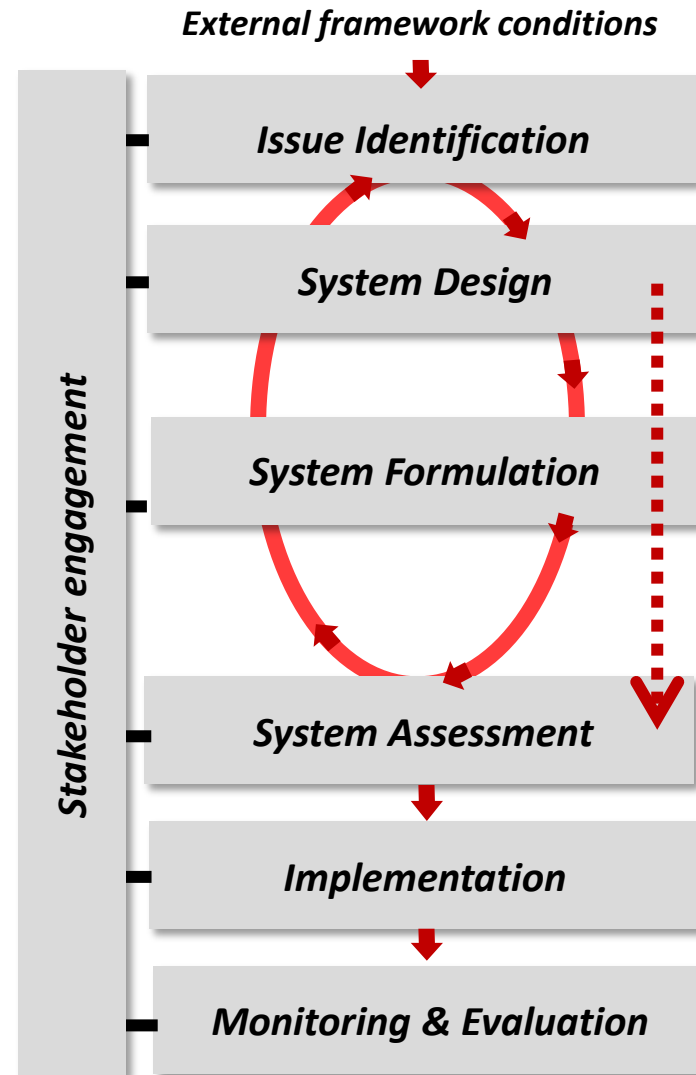 External framework conditions
Issue Identification
System Design
System Formulation
System Assessment
Implementation
Monitoring & Evaluation
Stakeholder engagement